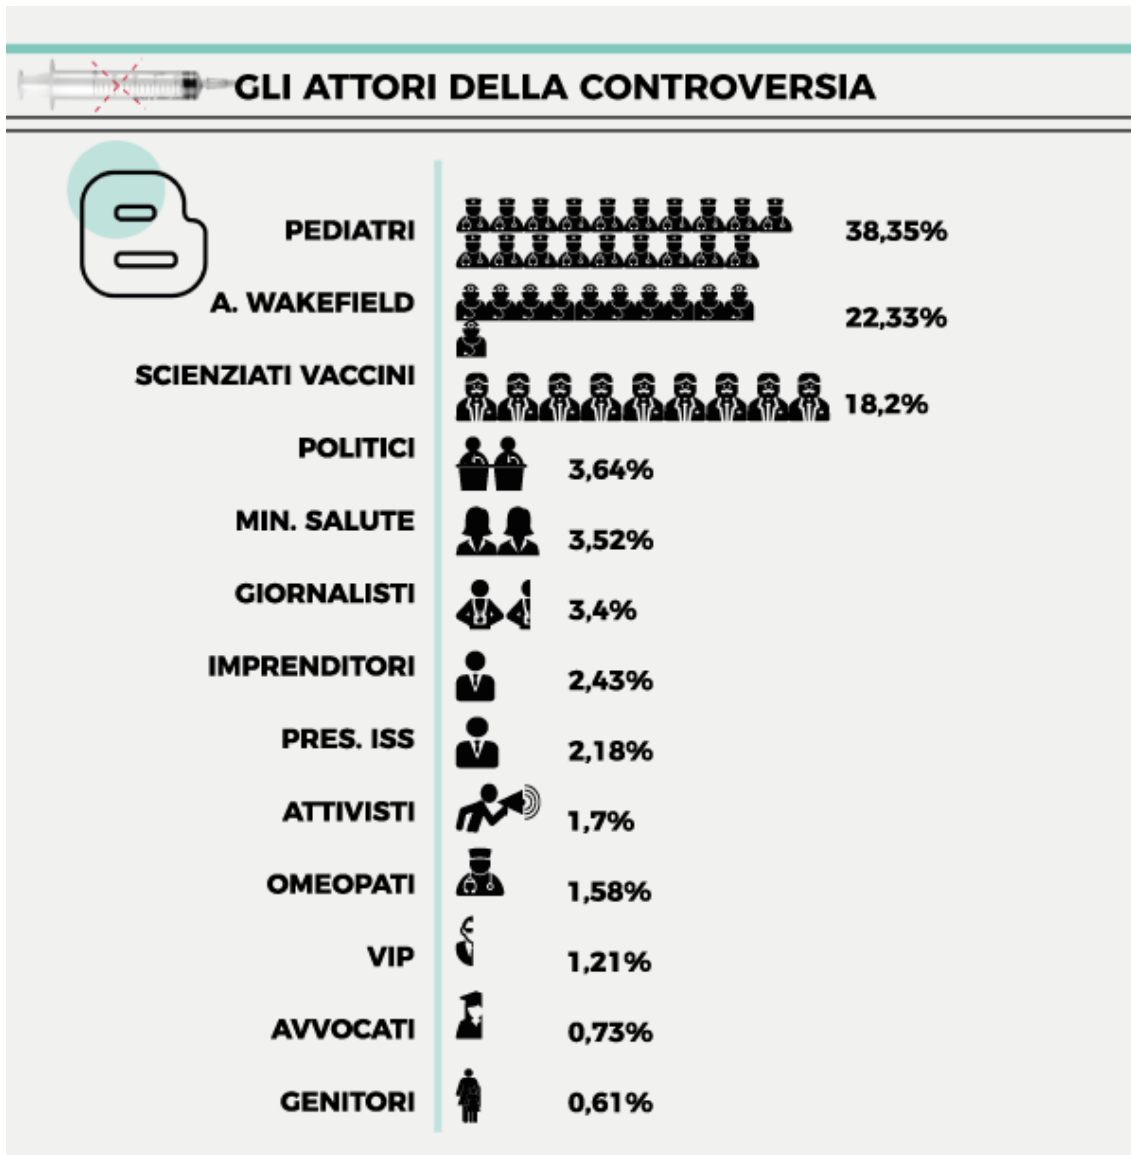 GLI ATTORI DELLA CONTROVERSIA
PEDIATRI 38,35%
A. WAKEFIELD 22,33%
SCIENZIATI VACCINI 18,2%
POLITICI 3,64%
MIN. SALUTE 3,52%
GIORNALISTI 3,4%
IMPRENDITORI 2,43%
PRES. ISS 2,18%
ATTIVISTI 1,7%
OMEOPATI 1,58%
VIP 1,21%
AVVOCATI 0,73%
GENITORI 0,61%